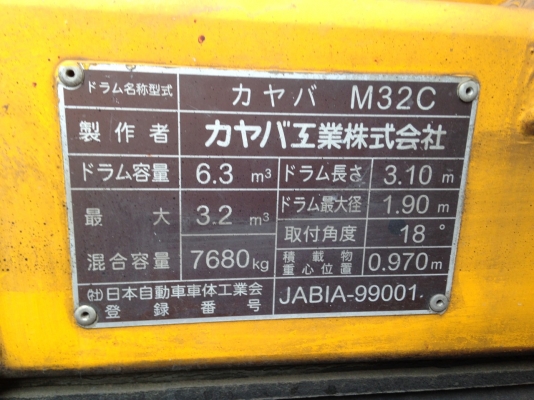 ドラム名称型式 カヤバ M32C
製作者 カヤバ工業株式会社
ドラム容量 6.3 m³ ドラム長さ 3.10 m
最大 3.2 m³ ドラム最大径 1.90 m
取付角度 18°
混合容量 7680kg 積載物重心位置 0.970m
(社)日本自動車車体工業会
登録番号 JABIA-99001